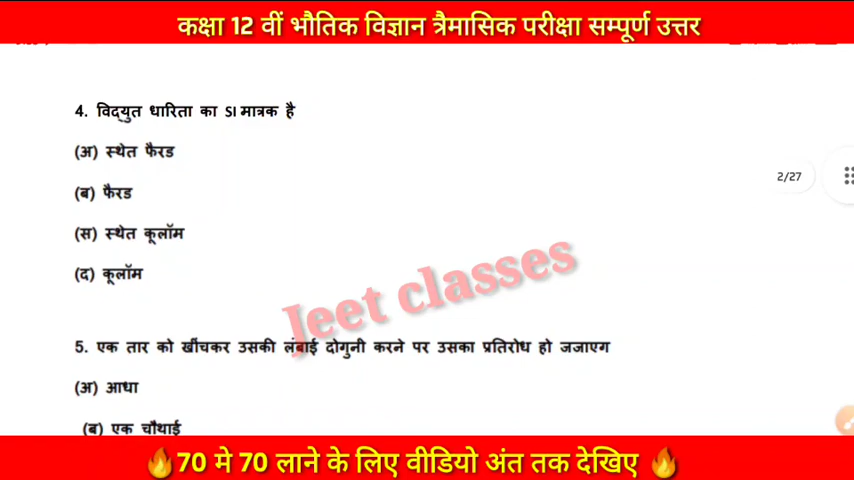 कक्षा 12 वीं भौतिक विज्ञान त्रैमासिक परीक्षा सम्पूर्ण उत्तर
4. विद्युत धारिता का SI मात्रक है
(अ) स्थेत फैरड
(ब) फैरड
2/27
(स) स्थेत कूलॉम
(द) कूलॉम
Jeet classes
5. एक तार को खींचकर उसकी लंबाई दोगुनी करने पर उसका प्रतिरोध हो जजाएग
(अ) आधा
(ब) एक चौथाई
🔥70 मे 70 लाने के लिए वीडियो अंत तक देखिए 🔥